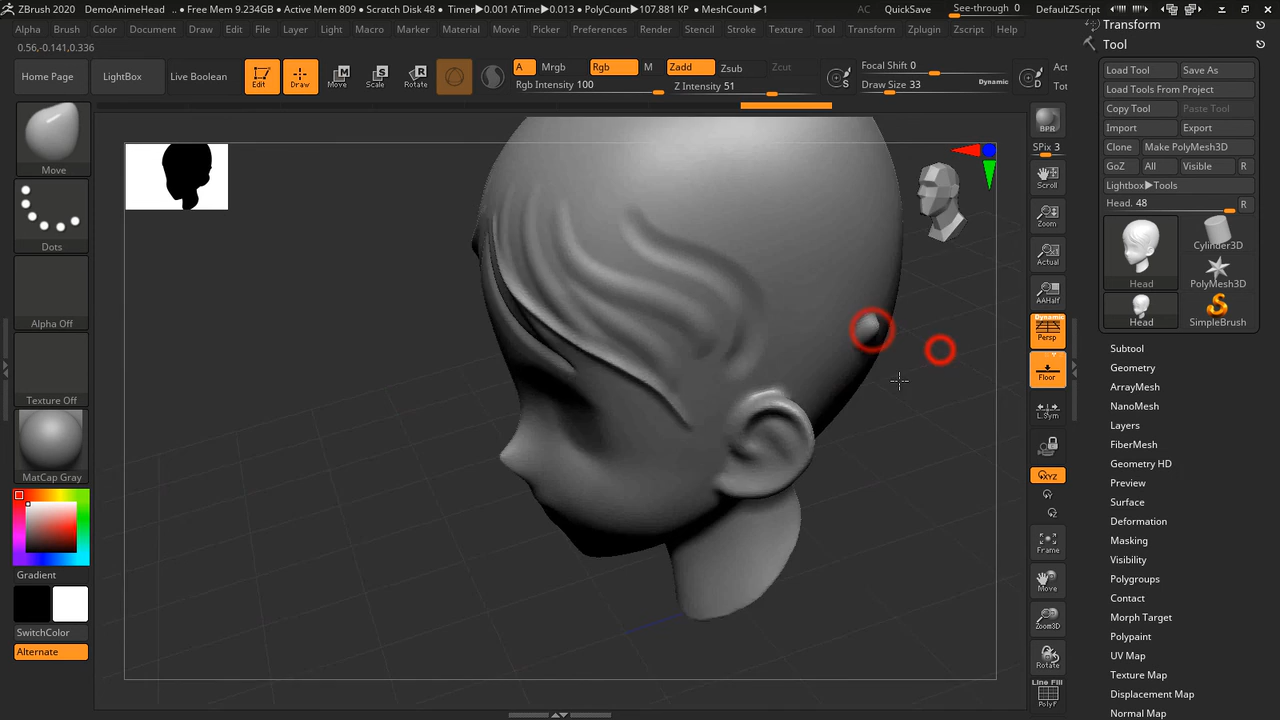 ZBrush 2020 DemoAnimeHead .. • Free Mem 9.234GB • Active Mem 809 • Scratch Disk 48 • Timer▶0.001 ATime▶0.013 • PolyCount▶107.881 KP • MeshCount▶1 AC QuickSave See-through 0 DefaultZScript
Alpha Brush Color Document Draw Edit File Layer Light Macro Marker Material Movie Picker Preferences Render Stencil Stroke Texture Tool Transform Zplugin Zscript Help
0.56,-0.141,0.336
Home Page LightBox Live Boolean Edit Draw Move Scale Rotate
A Mrgb Rgb M Zadd Zsub Zcut Focal Shift 0 Act
Rgb Intensity 100 Z Intensity 51 Draw Size 33 Dynamic Tot
M S R S D
Move
Dots
Alpha Off
Texture Off
MatCap Gray
Gradient
SwitchColor
Alternate
BPR
SPix 3
Scroll
Zoom
Actual
AAHalf
Dynamic
Persp
Floor
L.Sym
XYZ
Y
Z
Frame
Move
Zoom3D
Rotate
Line Fill
PolyF
Transform
Tool
Load Tool Save As
Load Tools From Project
Copy Tool Paste Tool
Import Export
Clone Make PolyMesh3D
GoZ All Visible R
Lightbox▶Tools
Head. 48 R
Head Cylinder3D
PolyMesh3D
Head SimpleBrush
Subtool
Geometry
ArrayMesh
NanoMesh
Layers
FiberMesh
Geometry HD
Preview
Surface
Deformation
Masking
Visibility
Polygroups
Contact
Morph Target
Polypaint
UV Map
Texture Map
Displacement Map
Normal Map